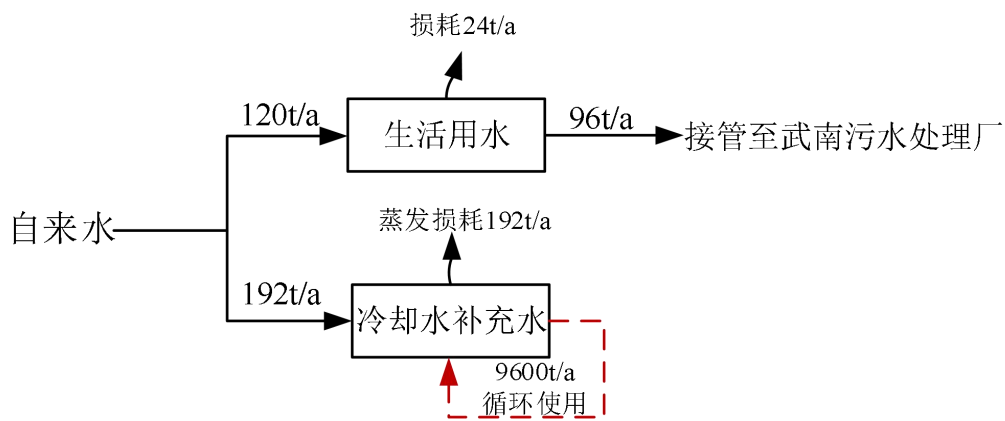 损耗24t/a
120t/a
生活用水
96t/a
接管至武南污水处理厂
自来水
蒸发损耗192t/a
192t/a
冷却水补充水
9600t/a
循环使用